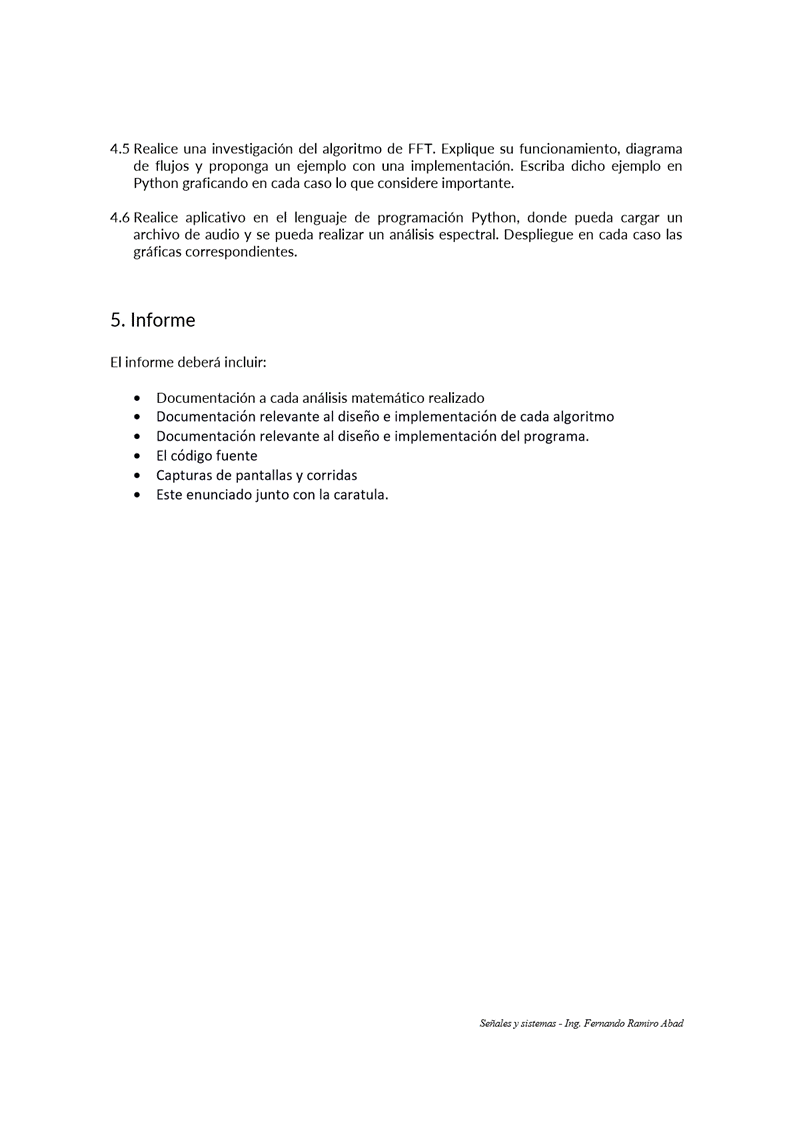 4.5 Realice una investigación del algoritmo de FFT. Explique su funcionamiento, diagrama
de flujos y proponga un ejemplo con una implementación. Escriba dicho ejemplo en
Python graficando en cada caso lo que considere importante.
4.6 Realice aplicativo en el lenguaje de programación Python, donde pueda cargar un
archivo de audio y se pueda realizar un análisis espectral. Despliegue en cada caso las
gráficas correspondientes.
5. Informe
El informe deberá incluir:
• Documentación a cada análisis matemático realizado
• Documentación relevante al diseño e implementación de cada algoritmo
• Documentación relevante al diseño e implementación del programa.
• El código fuente
• Capturas de pantallas y corridas
• Este enunciado junto con la caratula.
Señales y sistemas - Ing. Fernando Ramiro Abad